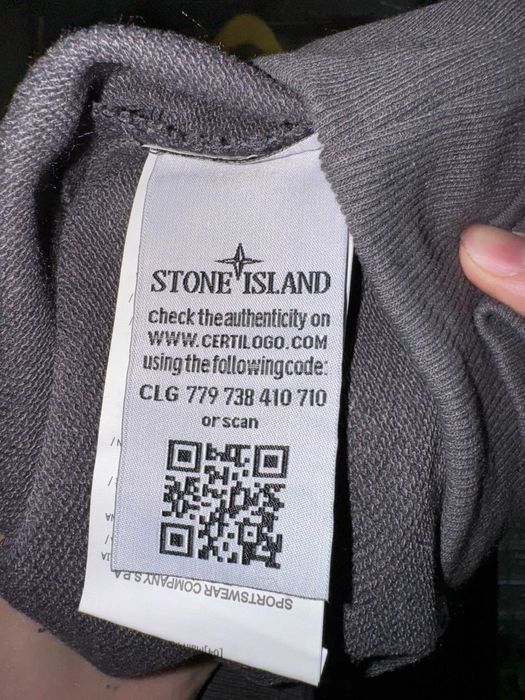 STONE ISLAND
check the authenticity on
WWW.CERTILOGO.COM
using the following code:
CLG 779 738 410 710
or scan
SPORTSWEAR COMPANY S.P.A.